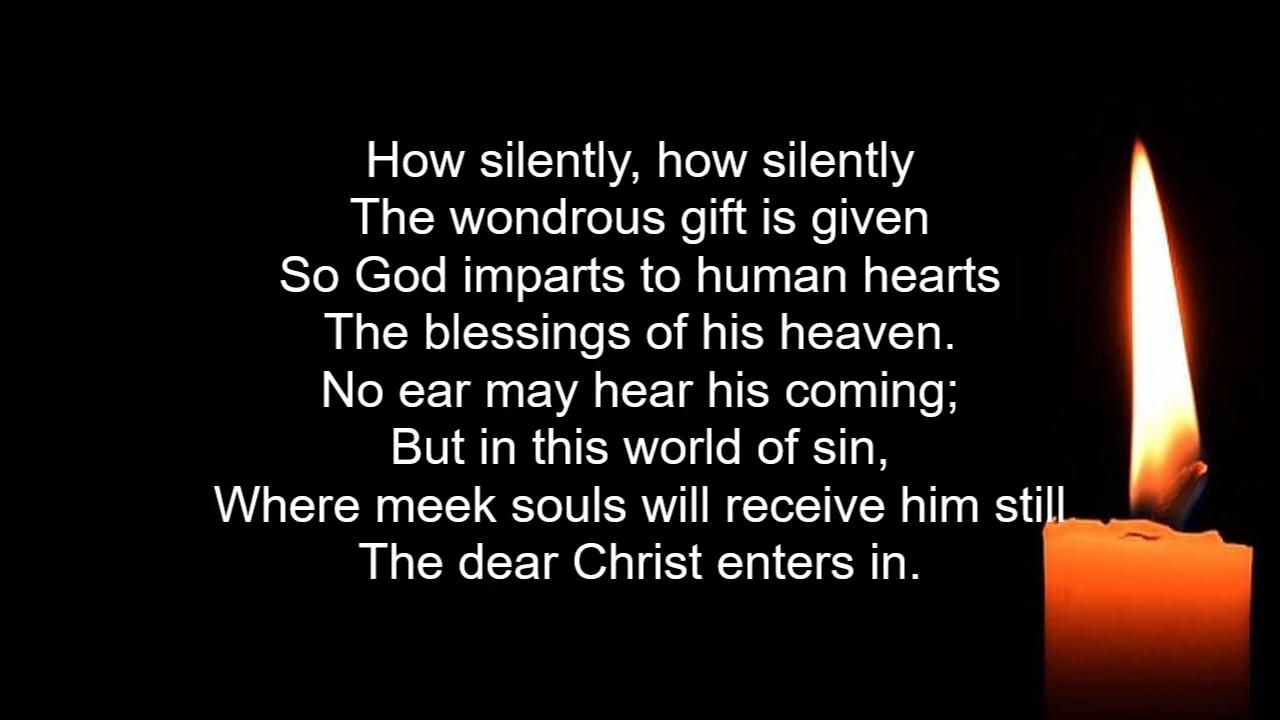 How silently, how silently
The wondrous gift is given
So God imparts to human hearts
The blessings of his heaven.
No ear may hear his coming;
But in this world of sin,
Where meek souls will receive him still
The dear Christ enters in.